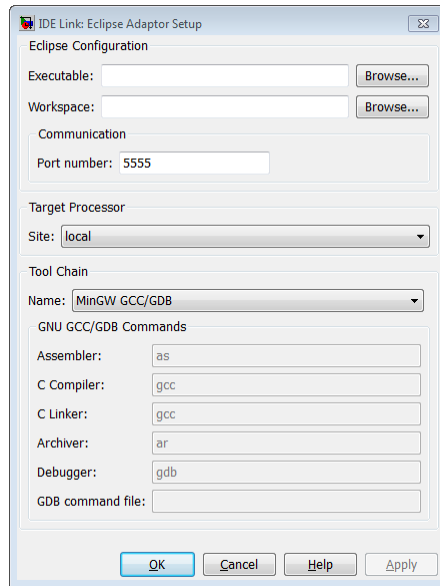 IDE Link: Eclipse Adaptor Setup
Eclipse Configuration
Executable: Browse...
Workspace: Browse...
Communication
Port number: 5555
Target Processor
Site: local
Tool Chain
Name: MinGW GCC/GDB
GNU GCC/GDB Commands
Assembler: as
C Compiler: gcc
C Linker: gcc
Archiver: ar
Debugger: gdb
GDB command file:
OK Cancel Help Apply